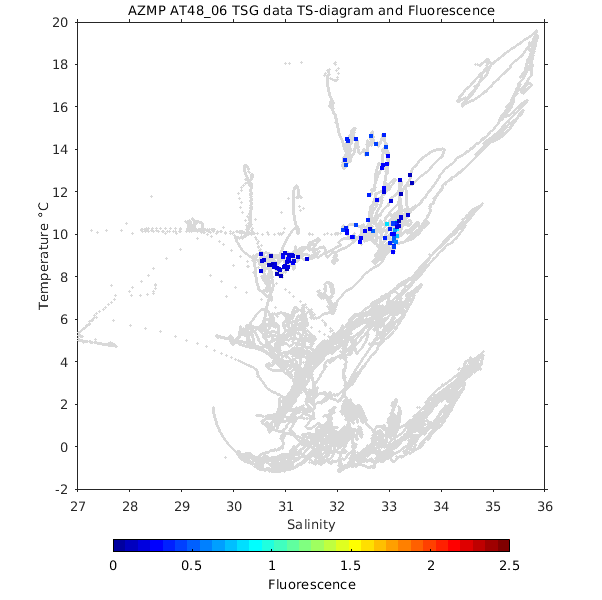 AZMP AT48_06 TSG data TS-diagram and Fluorescence
20
18
16
14
12
10
8
6
4
2
0
-2
Temperature °C
27 28 29 30 31 32 33 34 35 36
Salinity
0 0.5 1 1.5 2 2.5
Fluorescence